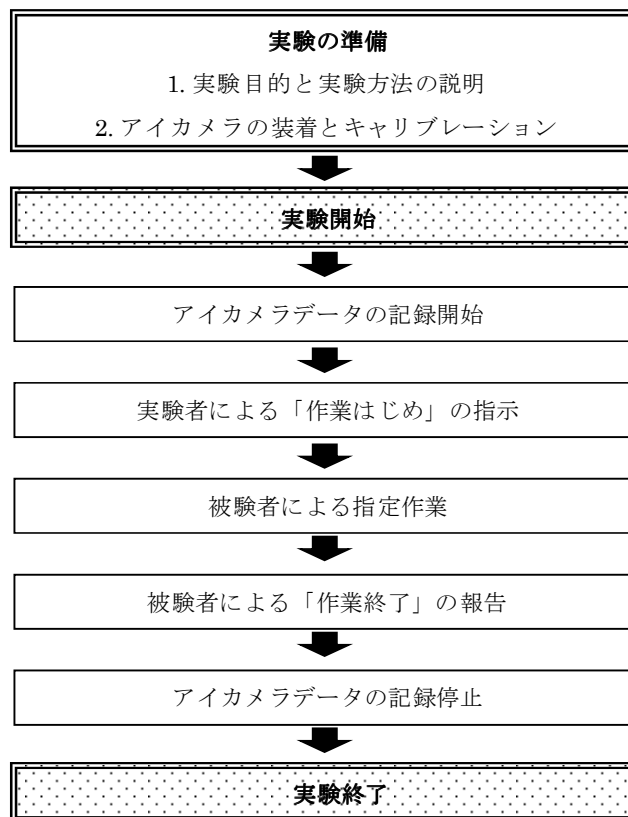 実験の準備
1. 実験目的と実験方法の説明
2. アイカメラの装着とキャリブレーション
実験開始
アイカメラデータの記録開始
実験者による「作業はじめ」の指示
被験者による指定作業
被験者による「作業終了」の報告
アイカメラデータの記録停止
実験終了